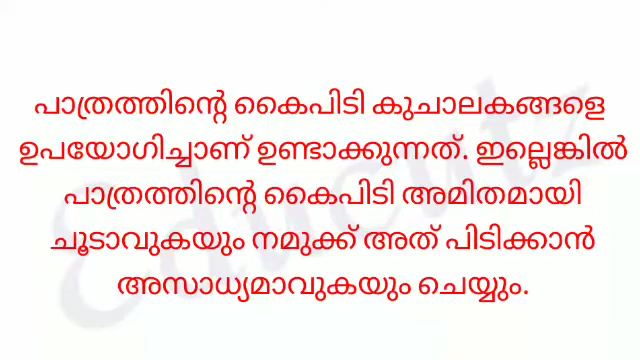 പാത്രത്തിന്റെ കൈപിടി കുചാലകങ്ങളെ
ഉപയോഗിച്ചാണ് ഉണ്ടാക്കുന്നത്. ഇല്ലെങ്കിൽ
പാത്രത്തിന്റെ കൈപിടി അമിതമായി
ചൂടാവുകയും നമുക്ക് അത് പിടിക്കാൻ
അസാധ്യമാവുകയും ചെയ്യും.